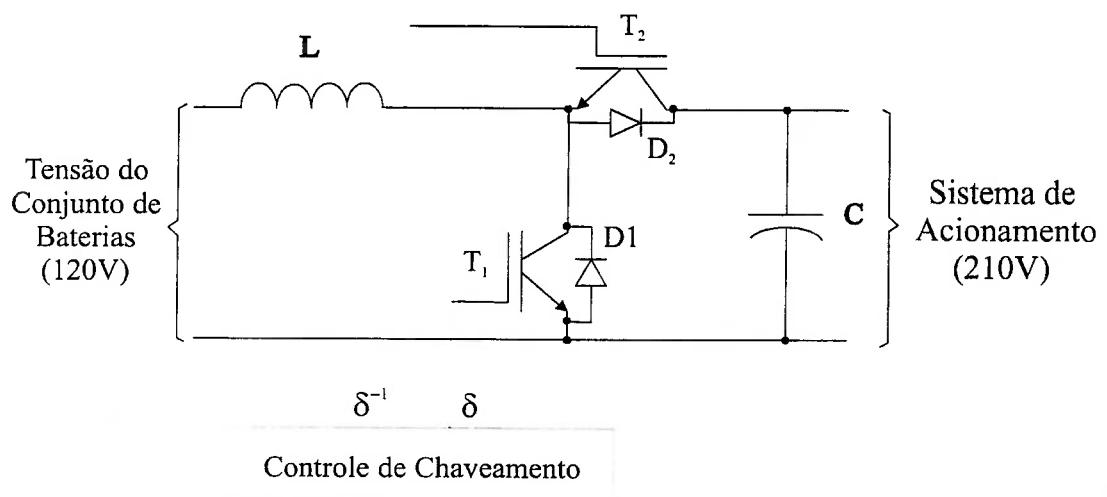 T₂
L
D₂
Tensão do
Conjunto de
Baterias
(120V)
T₁
D1
C
Sistema de
Acionamento
(210V)
δ⁻¹ δ
Controle de Chaveamento